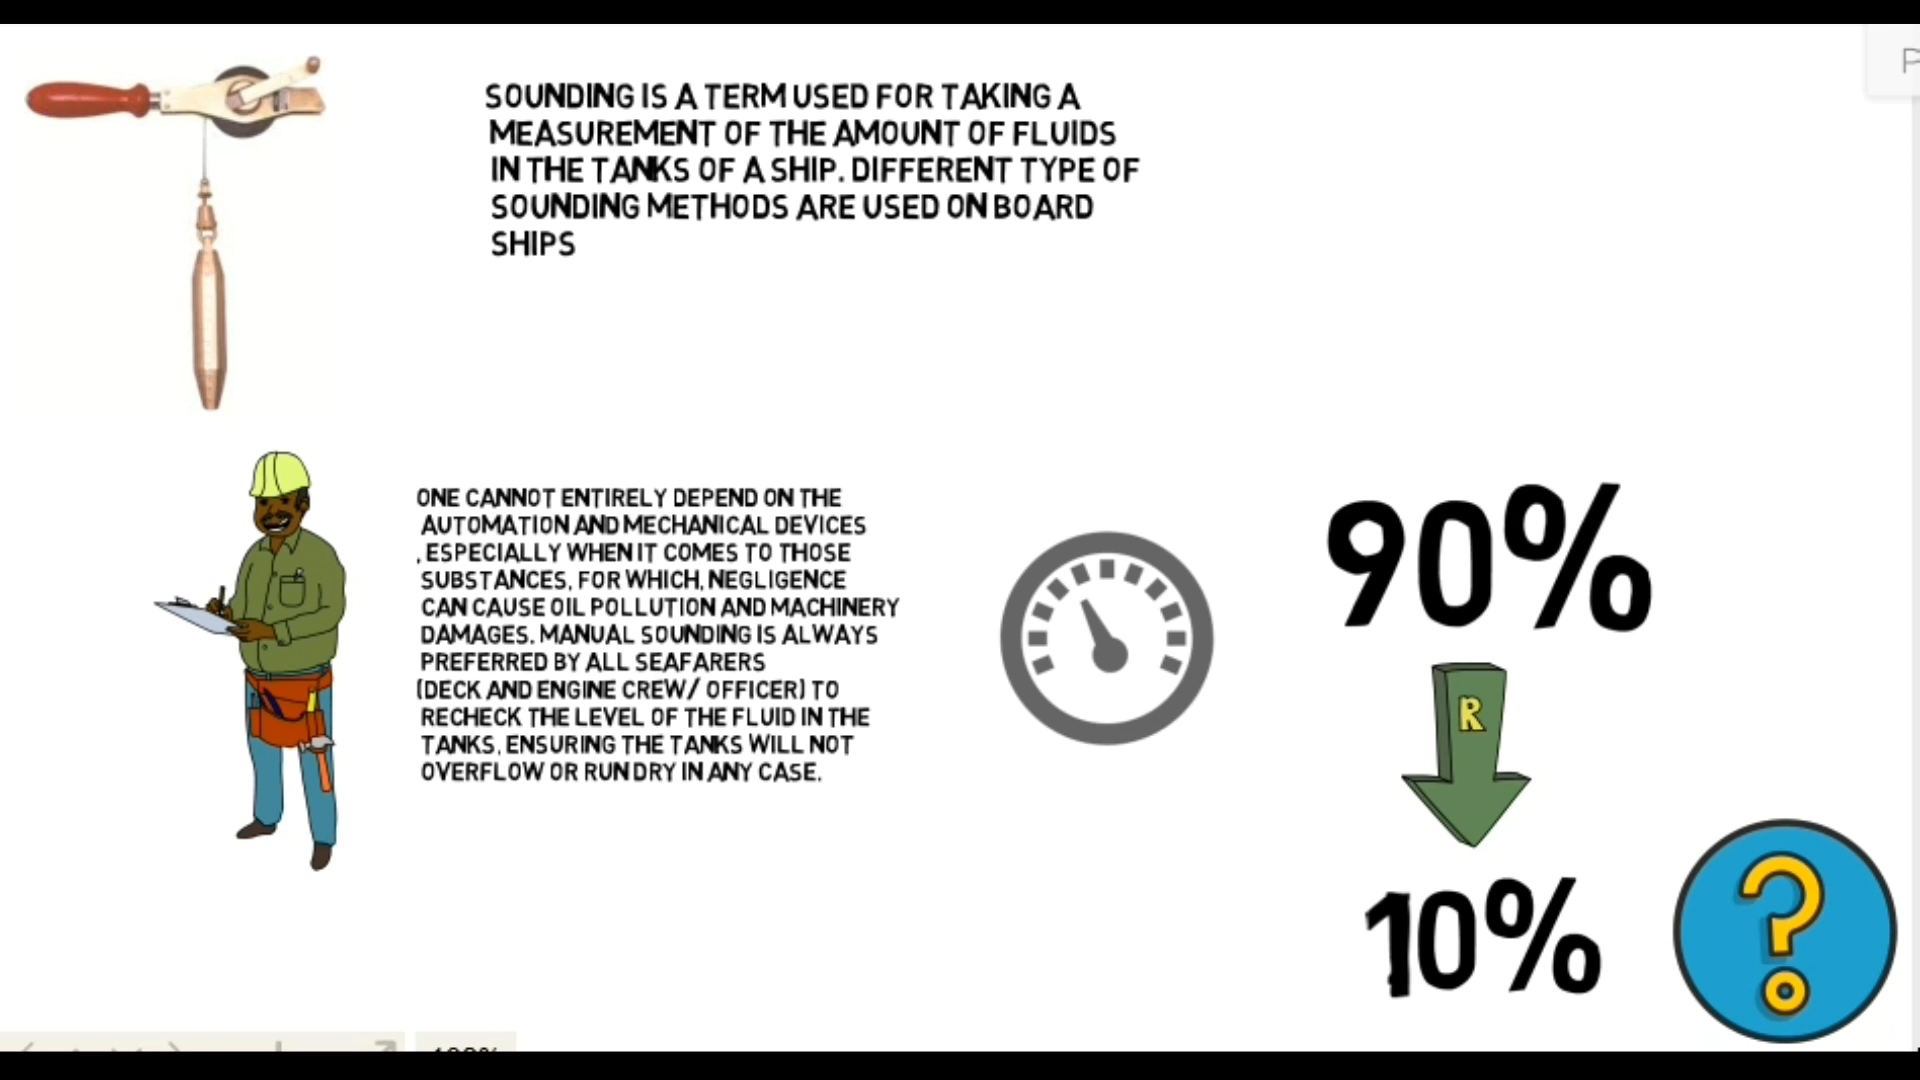 SOUNDING IS A TERM USED FOR TAKING A
MEASUREMENT OF THE AMOUNT OF FLUIDS
IN THE TANKS OF A SHIP. DIFFERENT TYPE OF
SOUNDING METHODS ARE USED ON BOARD
SHIPS
ONE CANNOT ENTIRELY DEPEND ON THE
AUTOMATION AND MECHANICAL DEVICES
, ESPECIALLY WHEN IT COMES TO THOSE
SUBSTANCES, FOR WHICH, NEGLIGENCE
CAN CAUSE OIL POLLUTION AND MACHINERY
DAMAGES. MANUAL SOUNDING IS ALWAYS
PREFERRED BY ALL SEAFARERS
(DECK AND ENGINE CREW/ OFFICER) TO
RECHECK THE LEVEL OF THE FLUID IN THE
TANKS, ENSURING THE TANKS WILL NOT
OVERFLOW OR RUN DRY IN ANY CASE.
90%
R
10%
?